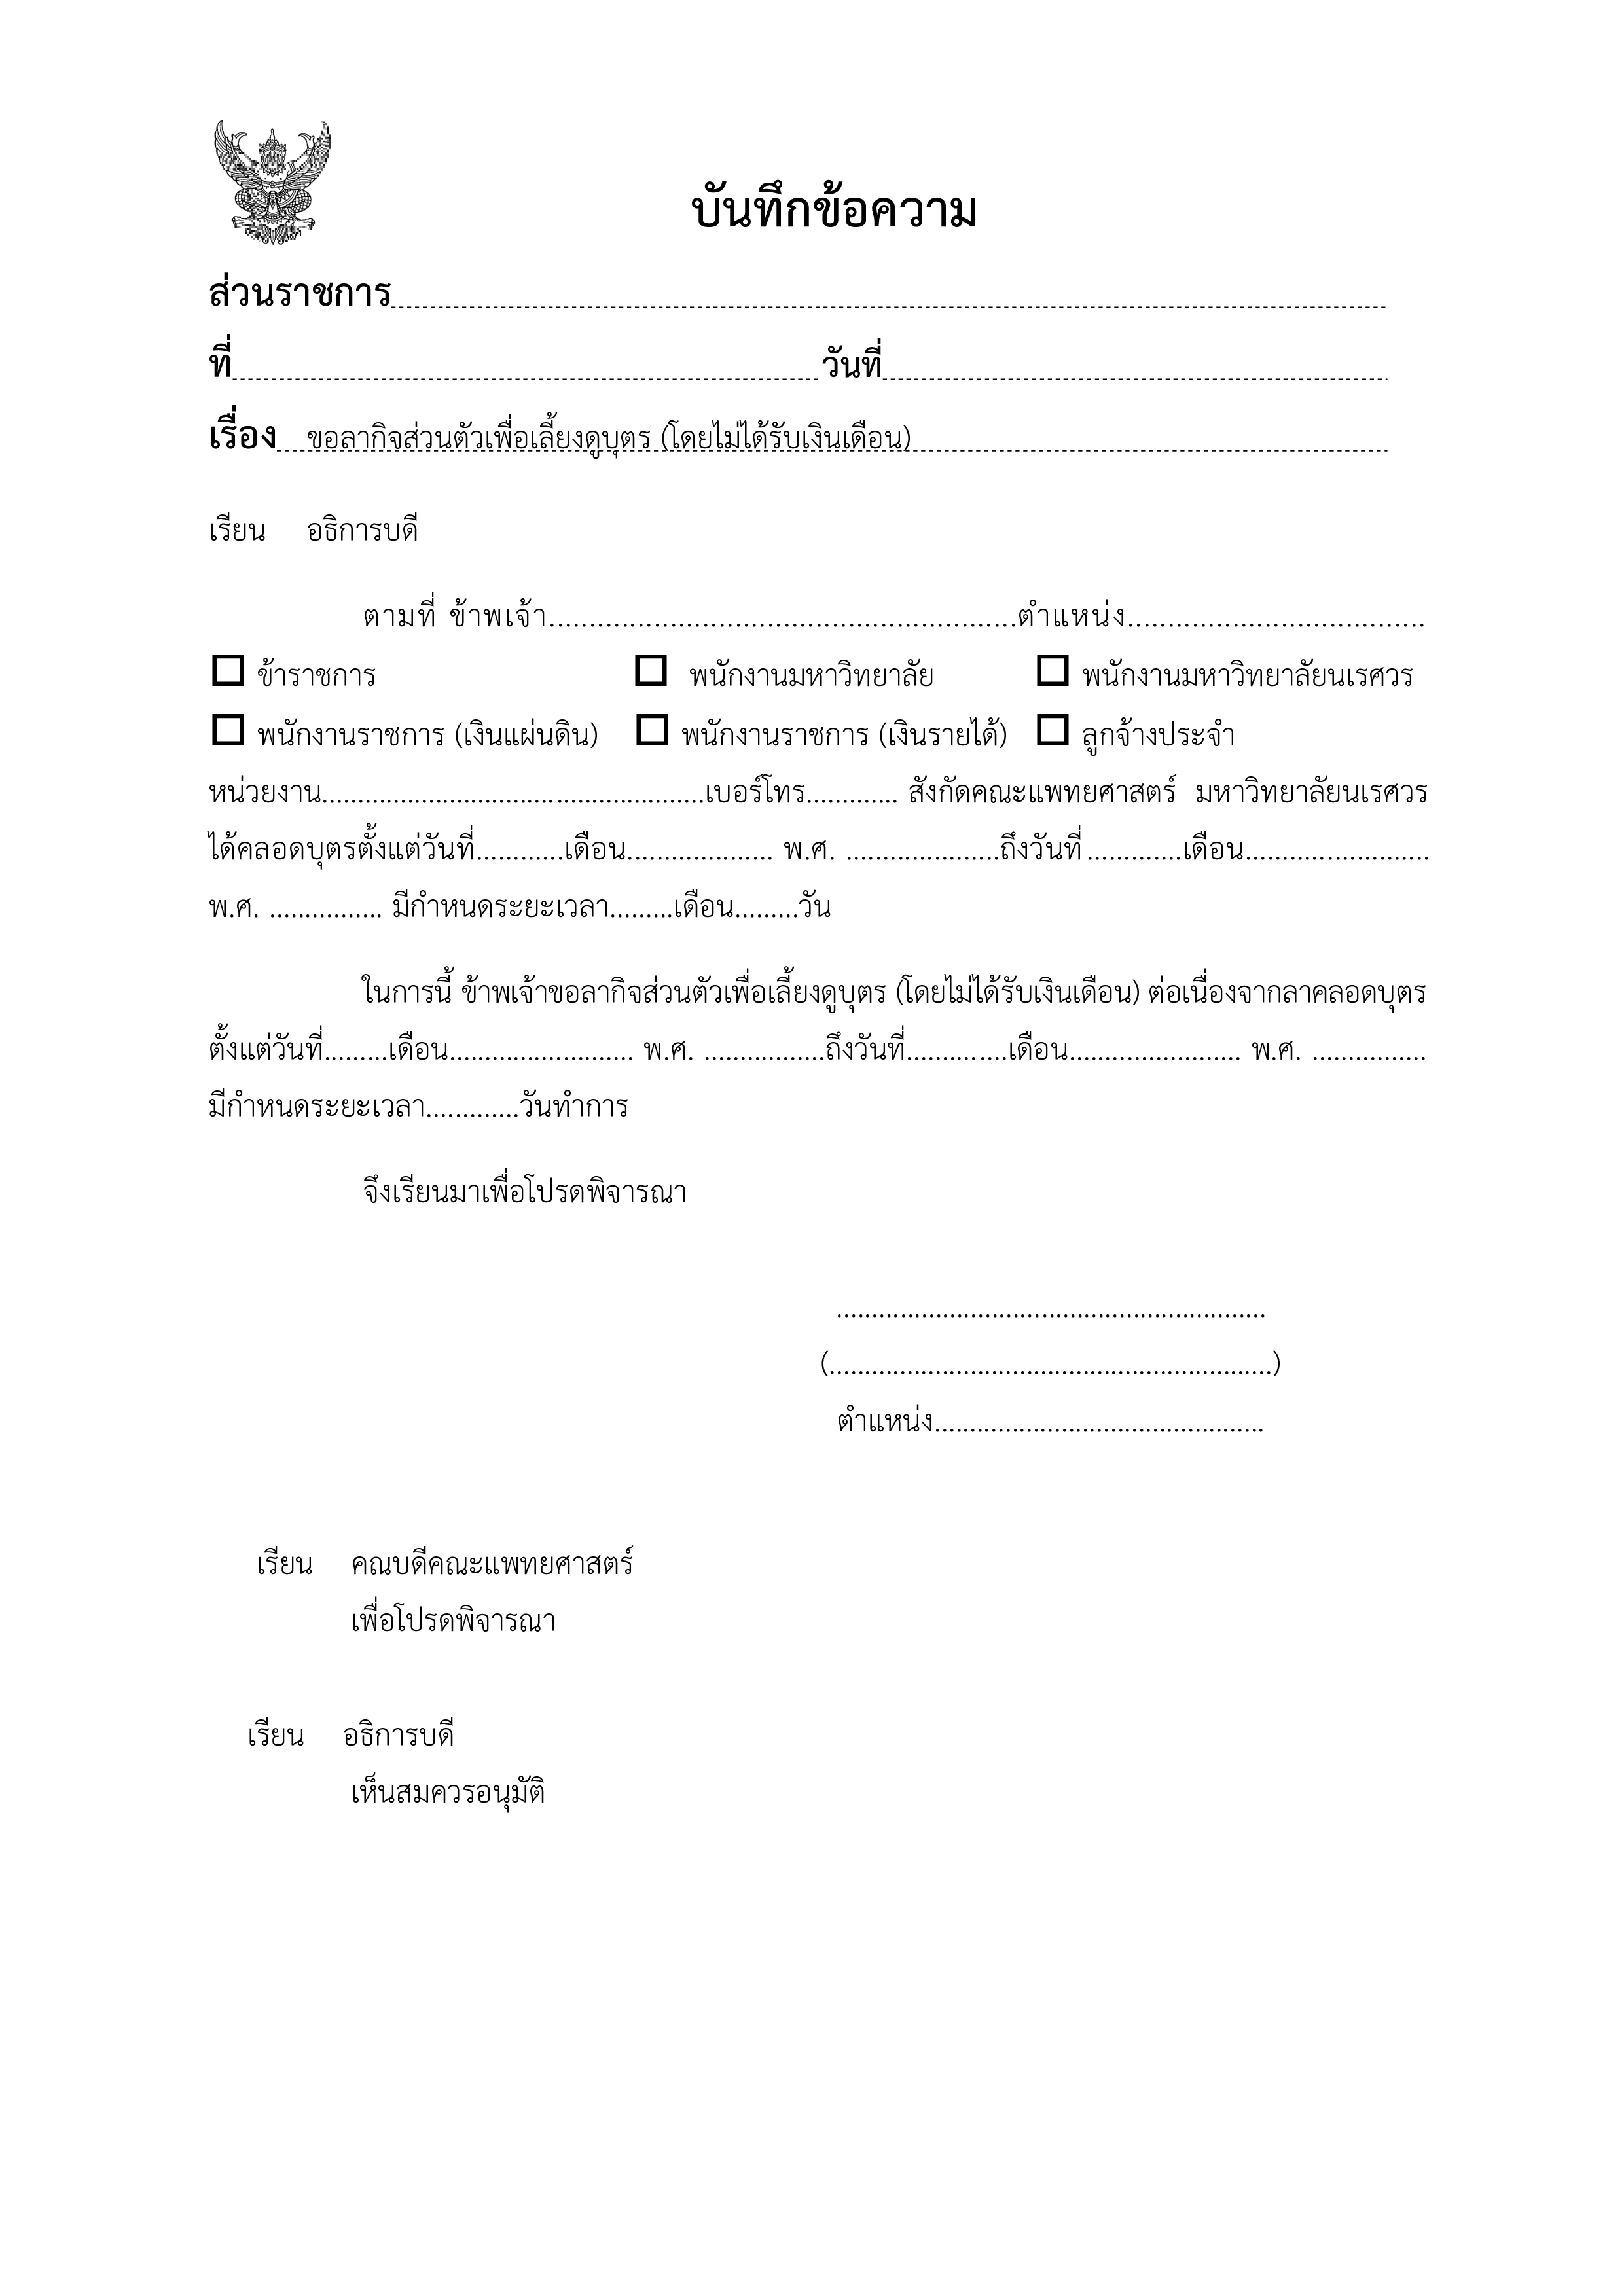 บันทึกข้อความ
ส่วนราชการ
ที่ วันที่
เรื่อง ขอลากิจส่วนตัวเพื่อเลี้ยงดูบุตร (โดยไม่ได้รับเงินเดือน)
เรียน อธิการบดี
ตามที่ ข้าพเจ้า..........................................................ตำแหน่ง.....................................
☐ ข้าราชการ ☐ พนักงานมหาวิทยาลัย ☐ พนักงานมหาวิทยาลัยนเรศวร
☐ พนักงานราชการ (เงินแผ่นดิน) ☐ พนักงานราชการ (เงินรายได้) ☐ ลูกจ้างประจำ
หน่วยงาน......................................................เบอร์โทร............. สังกัดคณะแพทยศาสตร์ มหาวิทยาลัยนเรศวร
ได้คลอดบุตรตั้งแต่วันที่............เดือน..................... พ.ศ. ......................ถึงวันที่.............เดือน..........................
พ.ศ. ................ มีกำหนดระยะเวลา.........เดือน.........วัน
ในการนี้ ข้าพเจ้าขอลากิจส่วนตัวเพื่อเลี้ยงดูบุตร (โดยไม่ได้รับเงินเดือน) ต่อเนื่องจากลาคลอดบุตร
ตั้งแต่วันที่.........เดือน.......................... พ.ศ. .................ถึงวันที่..............เดือน........................ พ.ศ. ................
มีกำหนดระยะเวลา.............วันทำการ
จึงเรียนมาเพื่อโปรดพิจารณา
.............................................................
(...............................................................)
ตำแหน่ง...............................................
เรียน คณบดีคณะแพทยศาสตร์
เพื่อโปรดพิจารณา
เรียน อธิการบดี
เห็นสมควรอนุมัติ